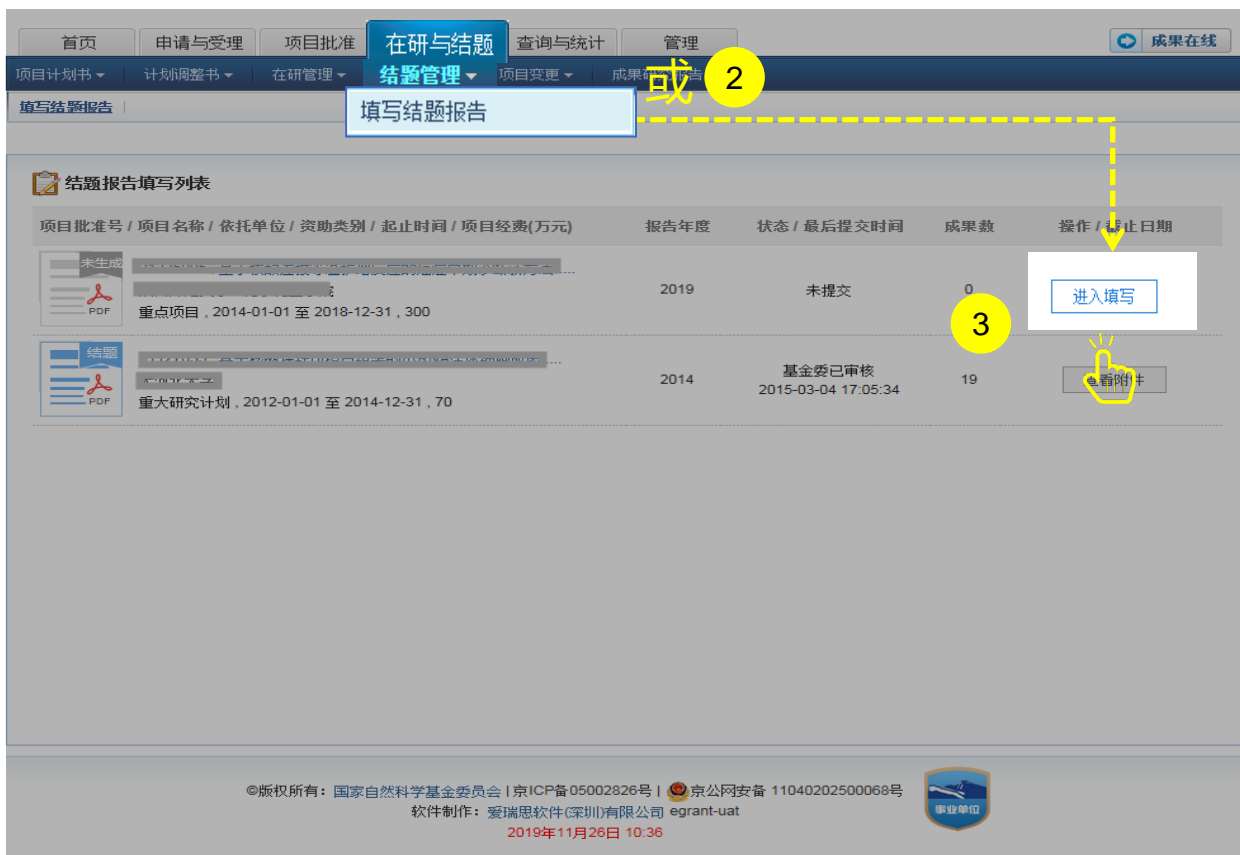 首页 申请与受理 项目批准 在研与结题 查询与统计 管理 成果在线
项目计划书 计划调整书 在研管理 结题管理 项目变更 成果研究报告
或 2
填写结题报告
填写结题报告
结题报告填写列表
项目批准号 / 项目名称 / 依托单位 / 资助类别 / 起止时间 / 项目经费(万元) 报告年度 状态 / 最后提交时间 成果数 操作 / 截止日期
未生成
PDF
重点项目 , 2014-01-01 至 2018-12-31 , 300
2019 未提交 0 进入填写
3
结题
PDF
重大研究计划 , 2012-01-01 至 2014-12-31 , 70
2014 基金委已审核 19 查看附件
2015-03-04 17:05:34
©版权所有：国家自然科学基金委员会 | 京ICP备05002826号 | 京公网安备 11040202500068号
软件制作：爱瑞思软件(深圳)有限公司 egrant-uat
2019年11月26日 10:36
事业单位